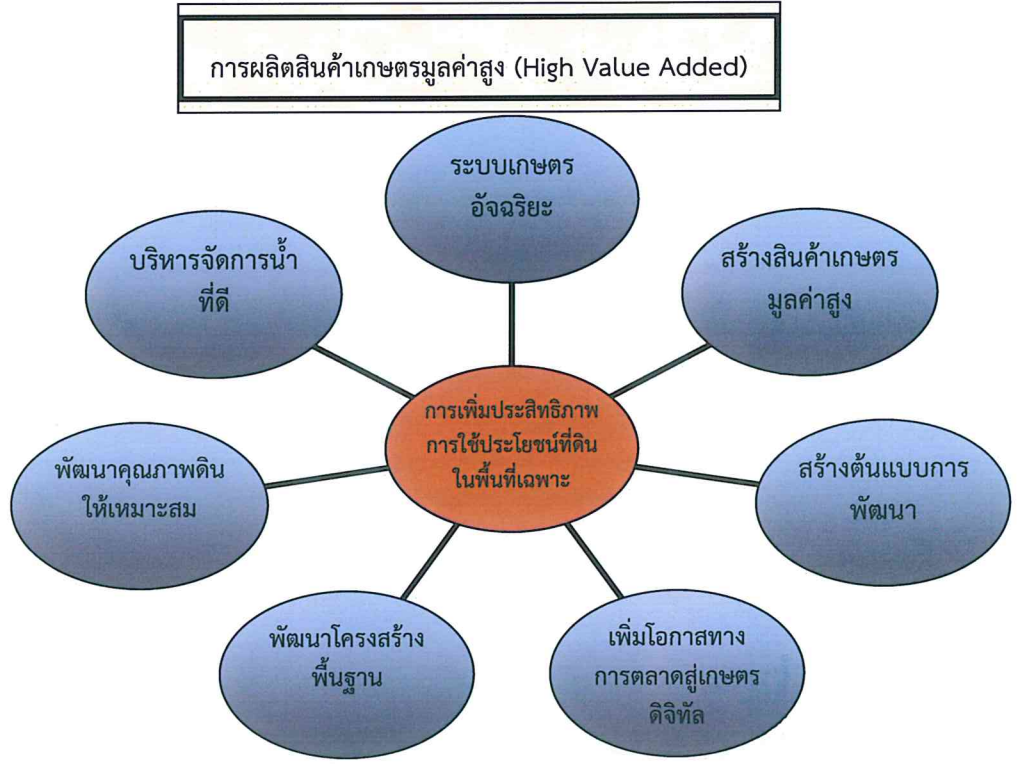 การผลิตสินค้าเกษตรมูลค่าสูง (High Value Added)
ระบบเกษตร
อัจฉริยะ
บริหารจัดการน้ำ
ที่ดี
สร้างสินค้าเกษตร
มูลค่าสูง
การเพิ่มประสิทธิภาพ
การใช้ประโยชน์ที่ดิน
ในพื้นที่เฉพาะ
พัฒนาคุณภาพดิน
ให้เหมาะสม
สร้างต้นแบบการ
พัฒนา
พัฒนาโครงสร้าง
พื้นฐาน
เพิ่มโอกาสทาง
การตลาดสู่เกษตร
ดิจิทัล